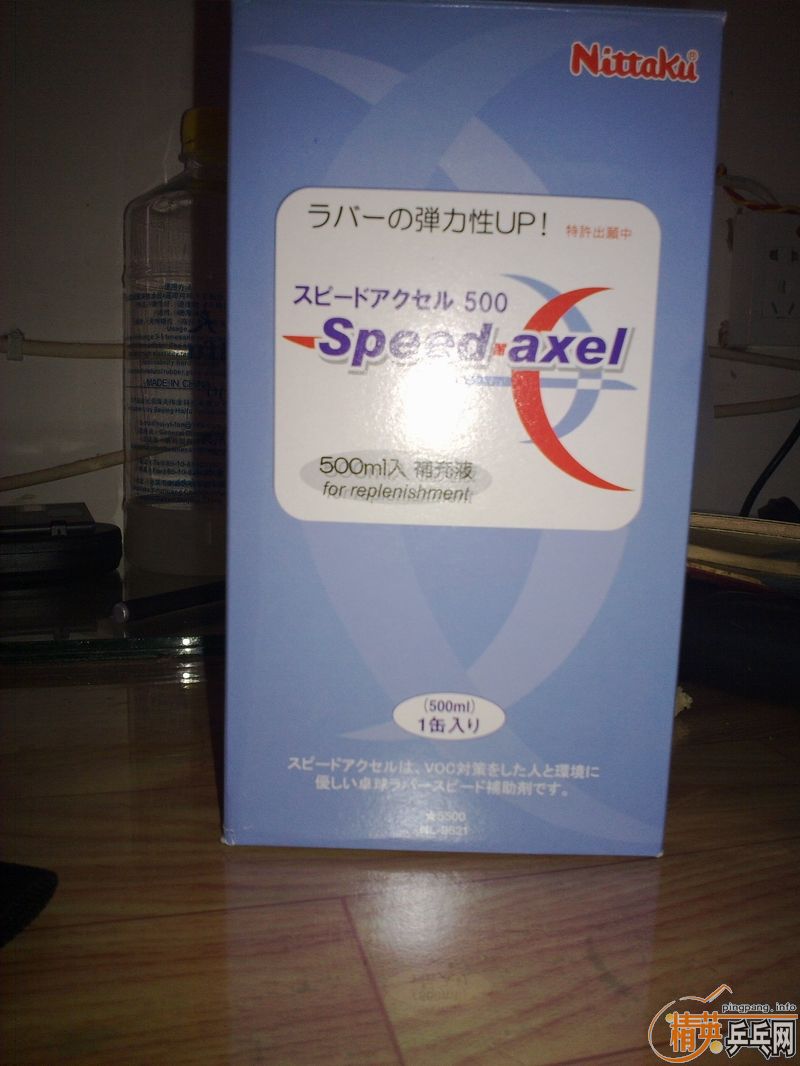 Nittaku
ラバーの弾力性UP!
特許出願中
スピードアクセル 500
Speed axel
500ml入 補充液
for replenishment
(500ml)
1缶入り
スピードアクセルは、VOC対策をした人と環境に
優しい卓球ラバースピード補助剤です。
★5500
MADE IN CHINA
pingpang.info
精英乒乓网